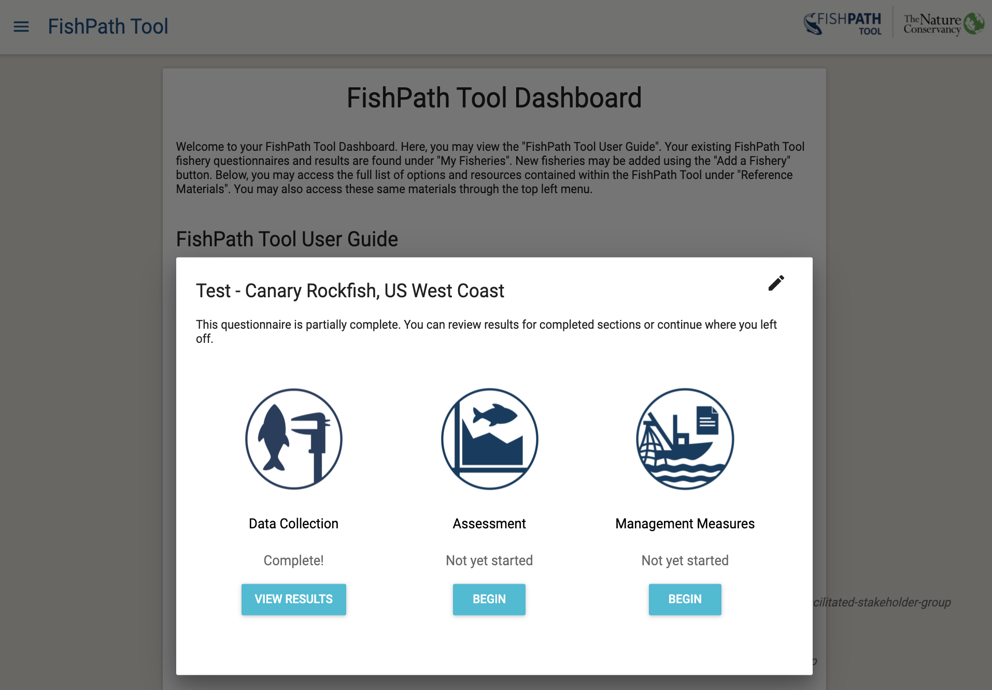 FishPath Tool
FISHPATH
TOOL
The Nature
Conservancy
FishPath Tool Dashboard
Welcome to your FishPath Tool Dashboard. Here, you may view the "FishPath Tool User Guide". Your existing FishPath Tool
fishery questionnaires and results are found under "My Fisheries". New fisheries may be added using the "Add a Fishery"
button. Below, you may access the full list of options and resources contained within the FishPath Tool under "Reference
Materials". You may also access these same materials through the top left menu.
FishPath Tool User Guide
Test - Canary Rockfish, US West Coast
This questionnaire is partially complete. You can review results for completed sections or continue where you left
off.
Data Collection
Assessment
Management Measures
Complete!
Not yet started
Not yet started
VIEW RESULTS
BEGIN
BEGIN
cilitated-stakeholder-group